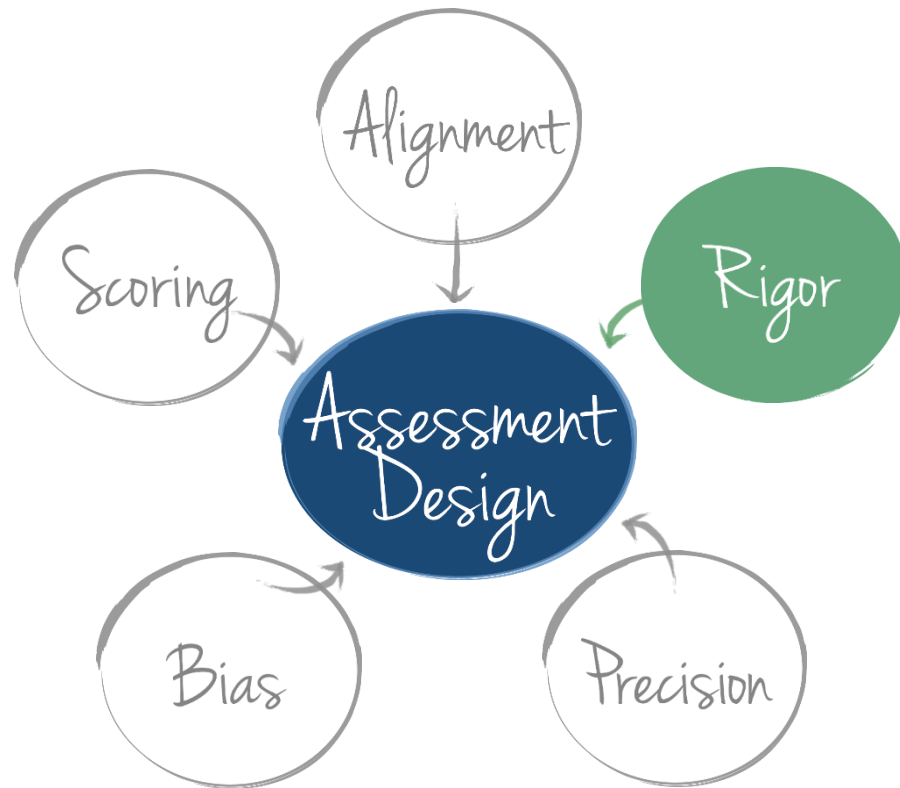 Alignment
Scoring
Rigor
Assessment
Design
Bias
Precision